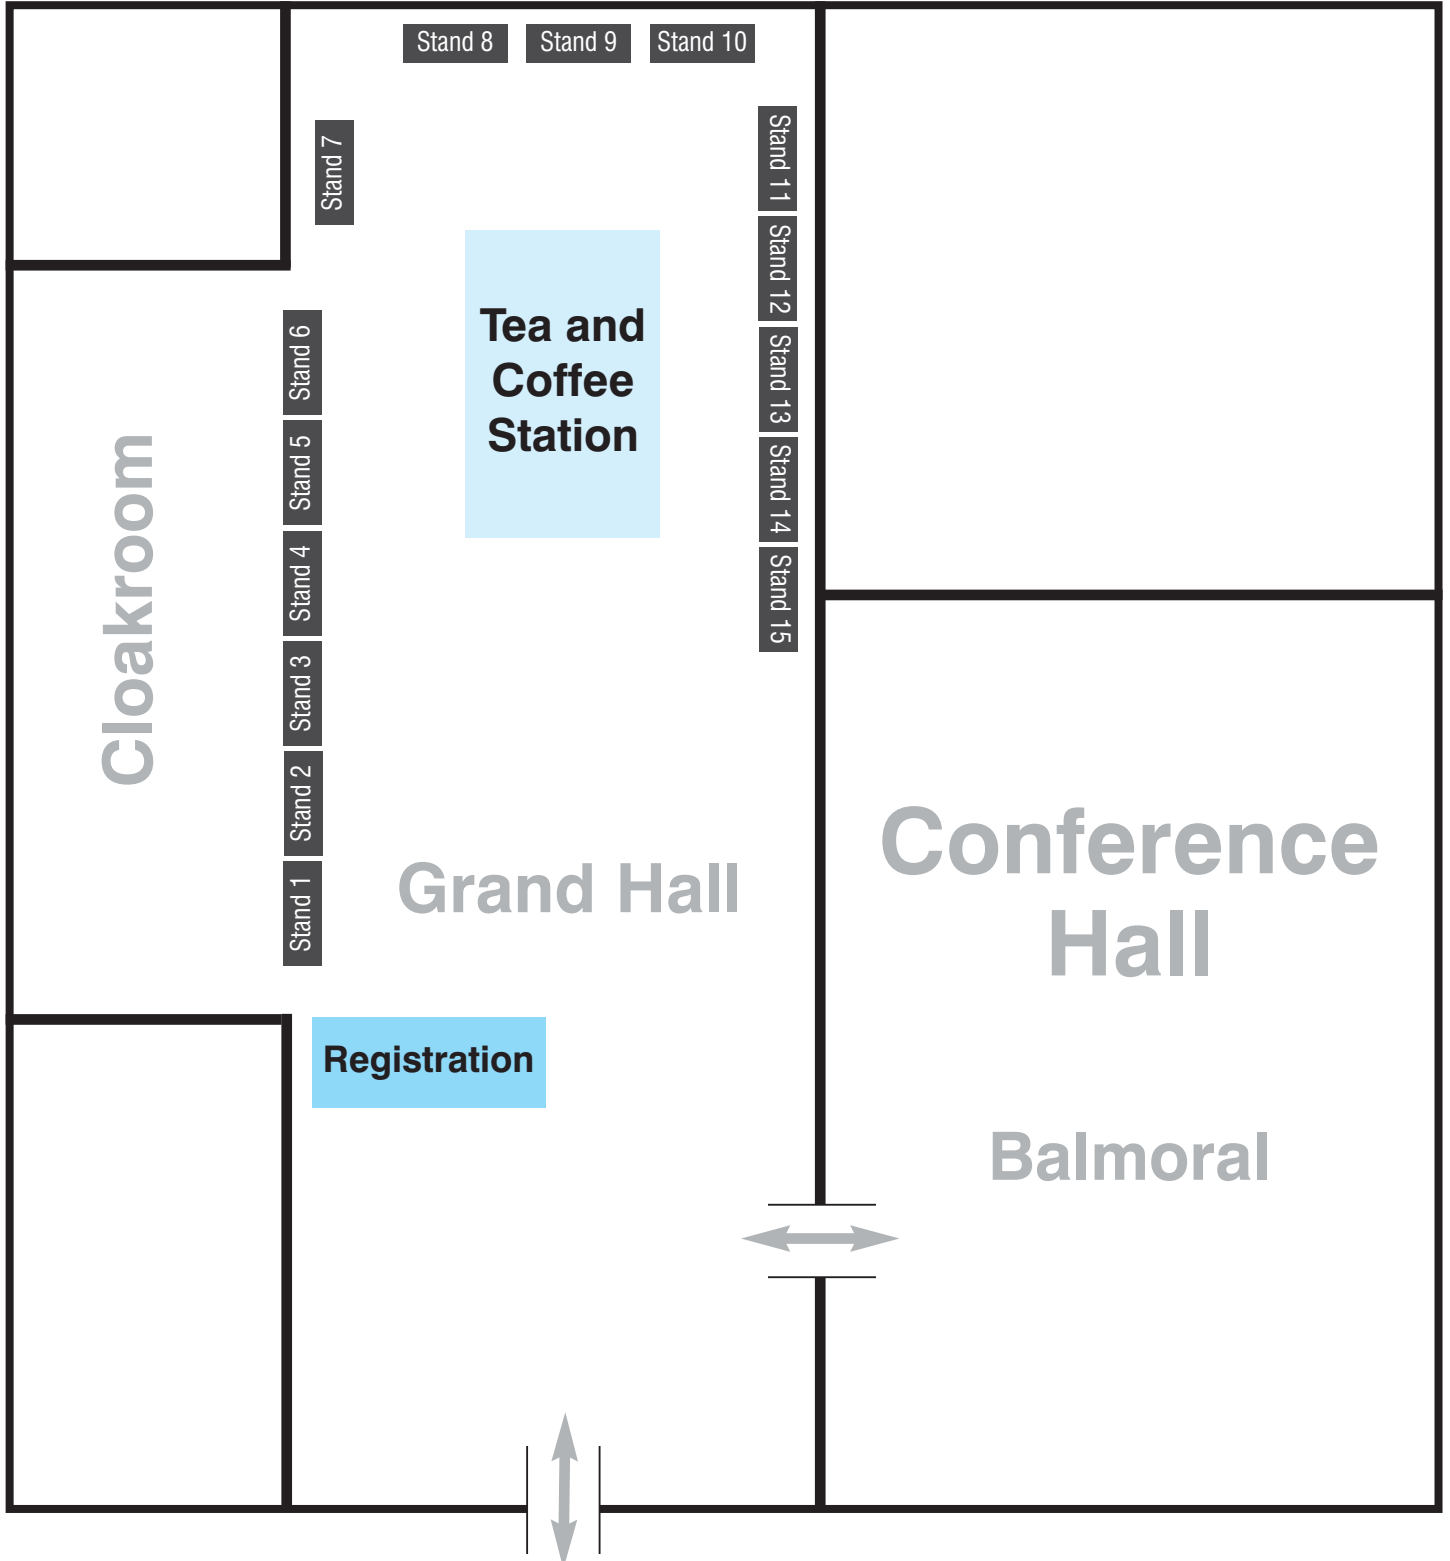 Stand 8
Stand 9
Stand 10
Stand 7
Stand 11
Stand 12
Stand 13
Stand 14
Stand 15
Tea and
Coffee
Station
Stand 6
Stand 5
Stand 4
Stand 3
Stand 2
Stand 1
Cloakroom
Grand Hall
Conference
Hall
Balmoral
Registration